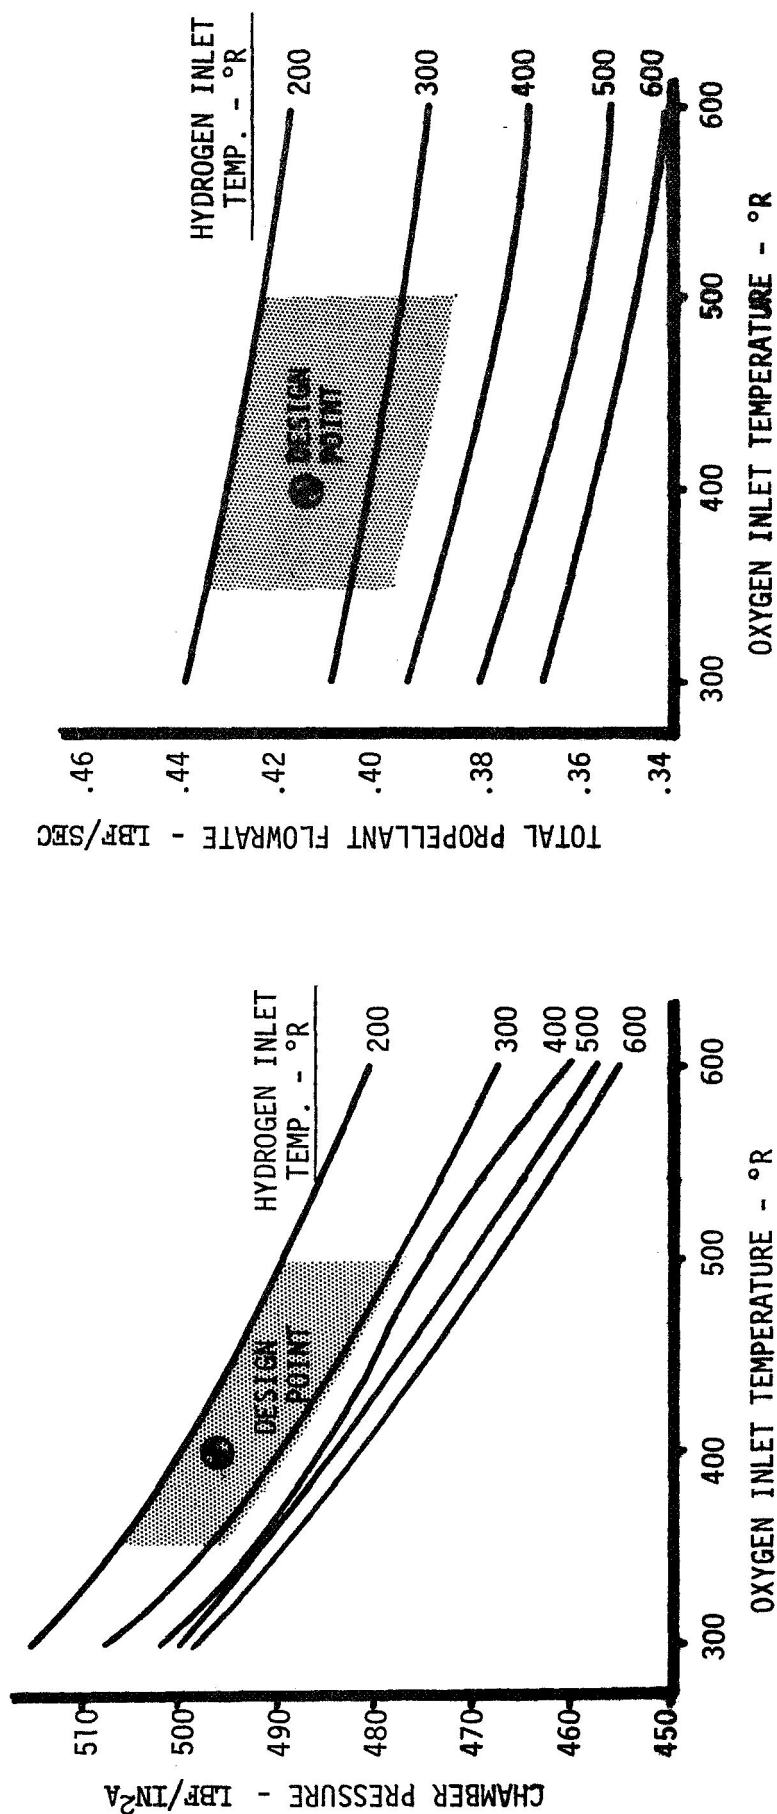 CHAMBER PRESSURE - LBF/IN²A
510
500
490
480
470
460
450
HYDROGEN INLET
TEMP. - °R
200
300
400
500
600
DESIGN
POINT
300
400
500
600
OXYGEN INLET TEMPERATURE - °R
TOTAL PROPELLANT FLOWRATE - LBF/SEC
.46
.44
.42
.40
.38
.36
.34
HYDROGEN INLET
TEMP. - °R
200
300
400
500
600
DESIGN
POINT
300
400
500
600
OXYGEN INLET TEMPERATURE - °R